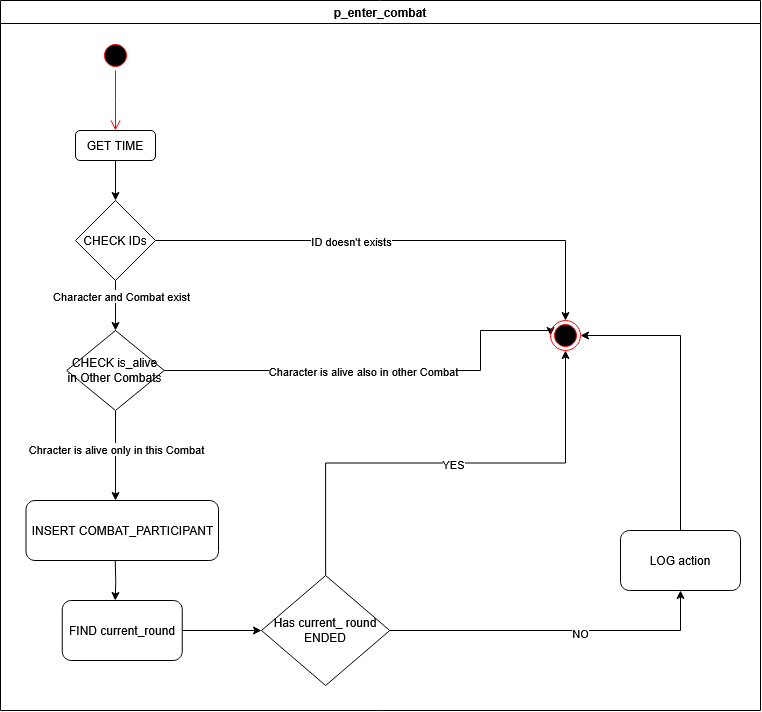 p_enter_combat
GET TIME
CHECK IDs
ID doesn't exists
Character and Combat exist
CHECK is_alive
in Other Combats
Character is alive also in other Combat
Chracter is alive only in this Combat
INSERT COMBAT_PARTICIPANT
YES
LOG action
FIND current_round
Has current_ round
ENDED
NO